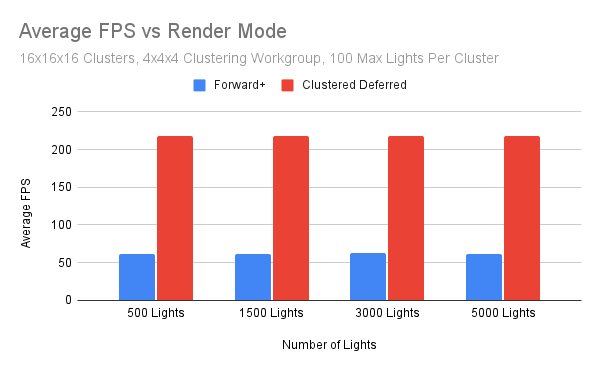 Average FPS vs Render Mode
16x16x16 Clusters, 4x4x4 Clustering Workgroup, 100 Max Lights Per Cluster
Forward+ Clustered Deferred
250
200
150
100
50
0
Average FPS
500 Lights 1500 Lights 3000 Lights 5000 Lights
Number of Lights